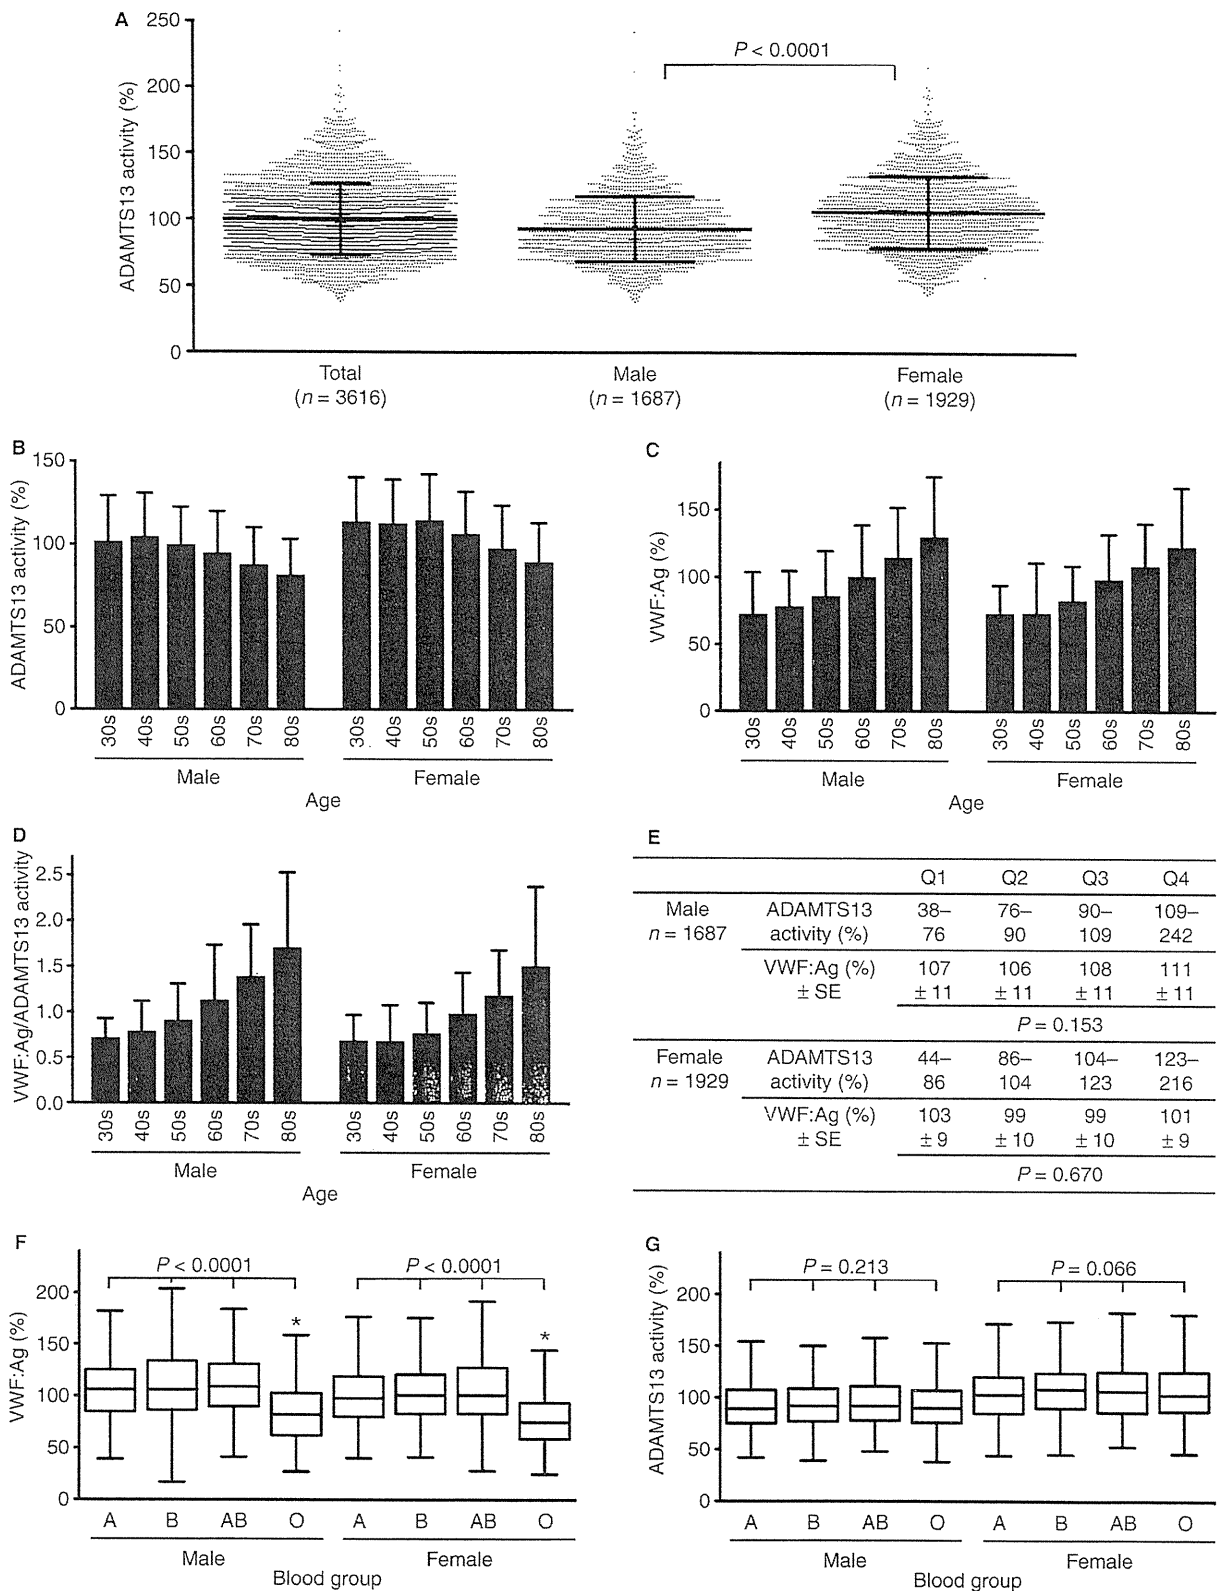 A
250
200
150
100
50
0
ADAMTS13 activity (%)
P < 0.0001
Total
(n = 3616)
Male
(n = 1687)
Female
(n = 1929)
B
150
100
50
0
ADAMTS13 activity (%)
30s 40s 50s 60s 70s 80s 30s 40s 50s 60s 70s 80s
Male Female
Age
C
150
100
50
0
VWF:Ag (%)
30s 40s 50s 60s 70s 80s 30s 40s 50s 60s 70s 80s
Male Female
Age
D
2.5
2.0
1.5
1.0
0.5
0.0
VWF:Ag/ADAMTS13 activity
30s 40s 50s 60s 70s 80s 30s 40s 50s 60s 70s 80s
Male Female
Age
E
Q1 Q2 Q3 Q4
Male ADAMTS13 38– 76– 90– 109–
n = 1687 activity (%) 76 90 109 242
VWF:Ag (%) 107 106 108 111
± SE ± 11 ± 11 ± 11 ± 11
P = 0.153
Female ADAMTS13 44– 86– 104– 123–
n = 1929 activity (%) 86 104 123 216
VWF:Ag (%) 103 99 99 101
± SE ± 9 ± 10 ± 10 ± 9
P = 0.670
F
200
150
100
50
0
VWF:Ag (%)
P < 0.0001 P < 0.0001
* *
A B AB O A B AB O
Male Female
Blood group
G
200
150
100
50
0
ADAMTS13 activity (%)
P = 0.213 P = 0.066
A B AB O A B AB O
Male Female
Blood group